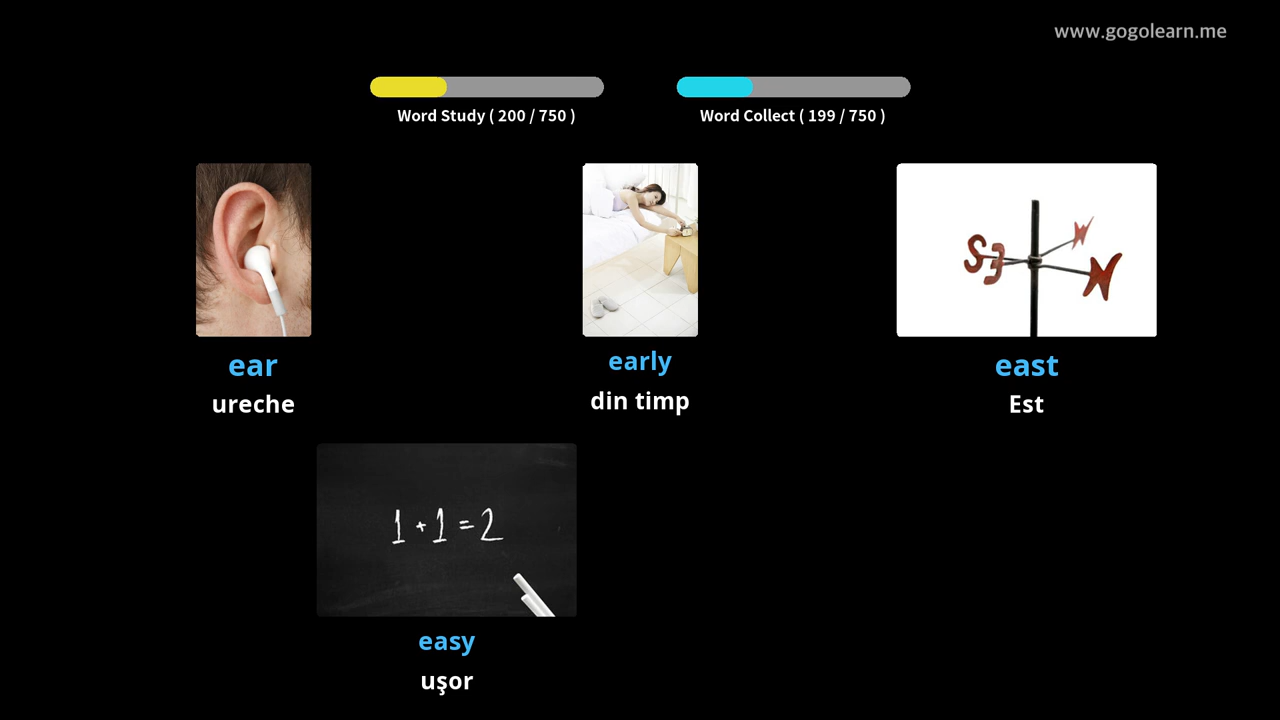 www.gogolearn.me
Word Study ( 200 / 750 )
Word Collect ( 199 / 750 )
S E N W
ear
early
east
ureche
din timp
Est
1 + 1 = 2
easy
uşor